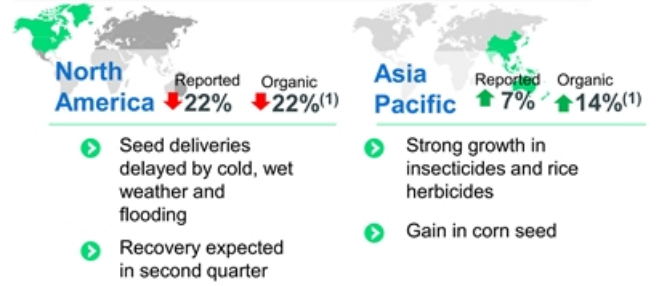 North America
Reported Organic
22% 22%(1)
Seed deliveries
delayed by cold, wet
weather and
flooding
Recovery expected
in second quarter
Asia Pacific
Reported Organic
7% 14%(1)
Strong growth in
insecticides and rice
herbicides
Gain in corn seed